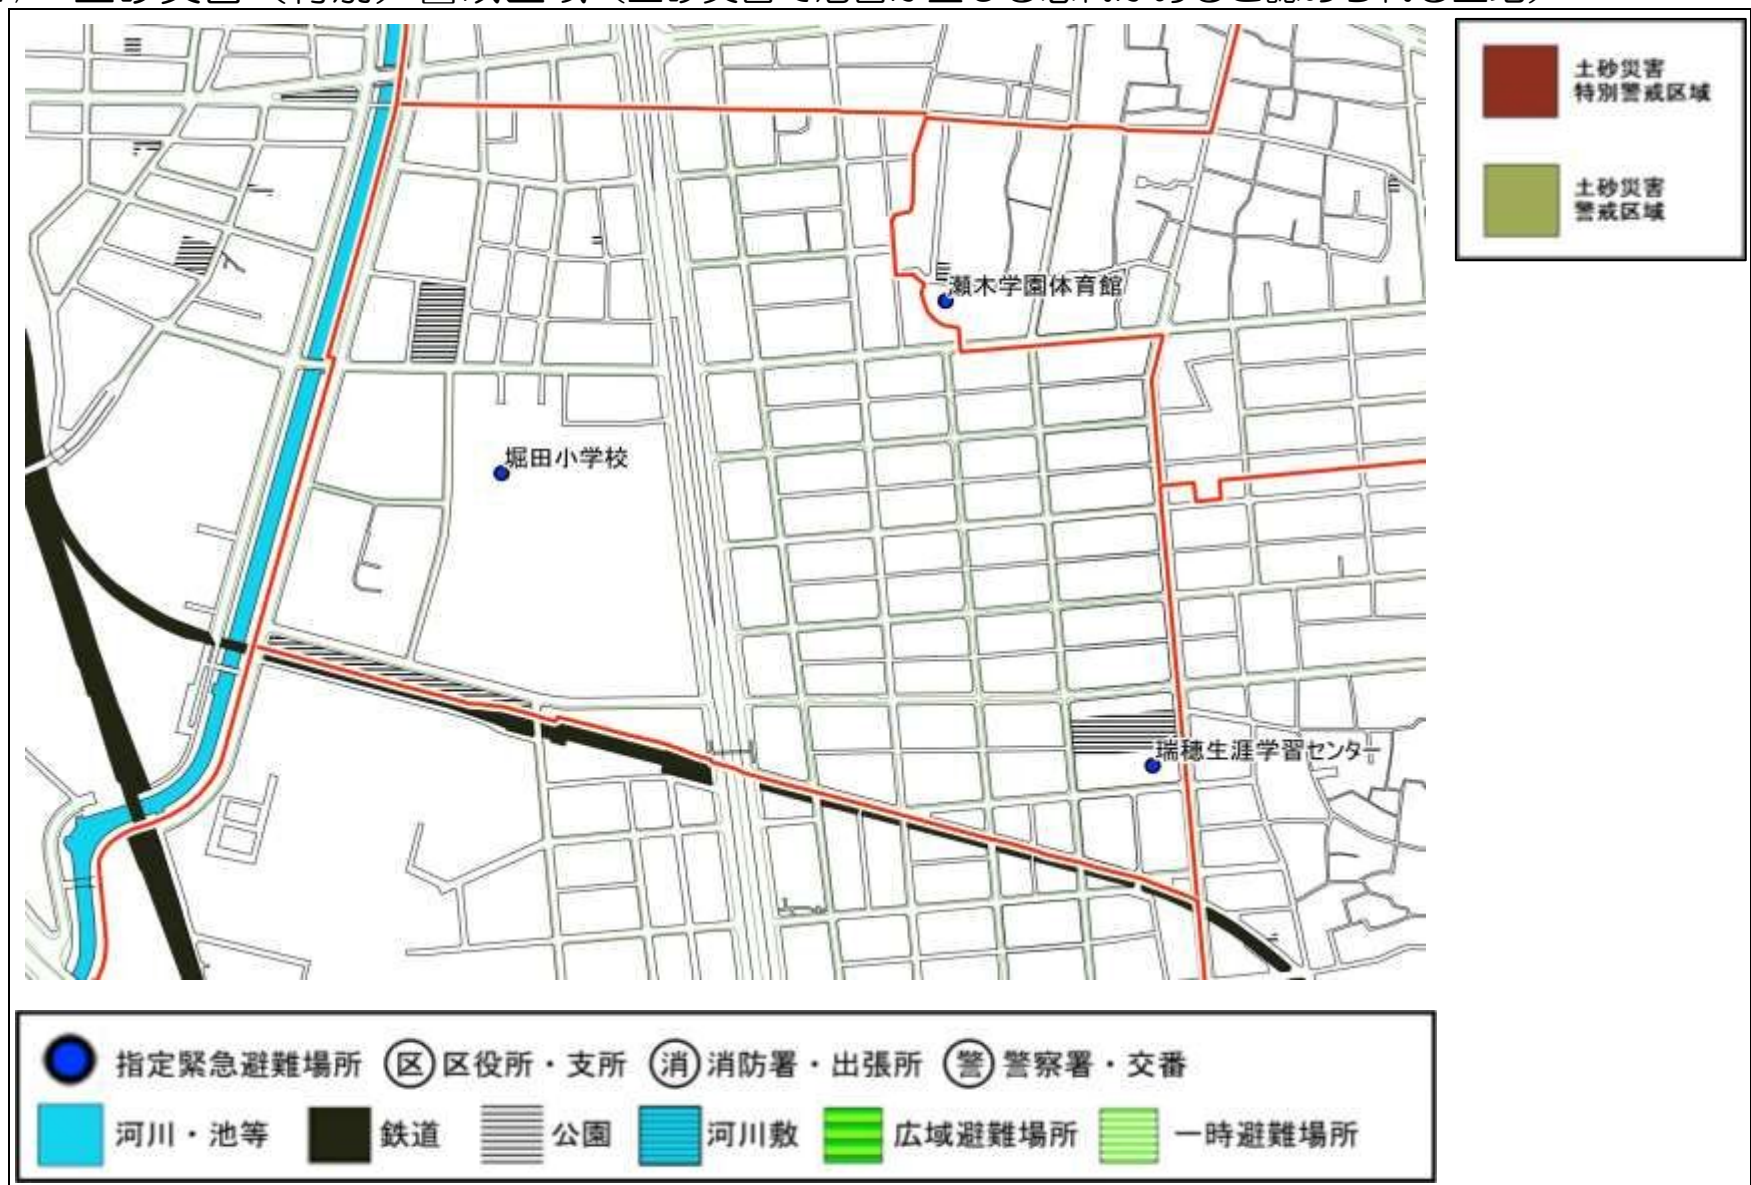 土砂災害
特別警戒区域
土砂災害
警戒区域
瀬木学園体育館
堀田小学校
瑞穂生涯学習センター
指定緊急避難場所 区 区役所・支所 消 消防署・出張所 警 警察署・交番
河川・池等 鉄道 公園 河川敷 広域避難場所 一時避難場所